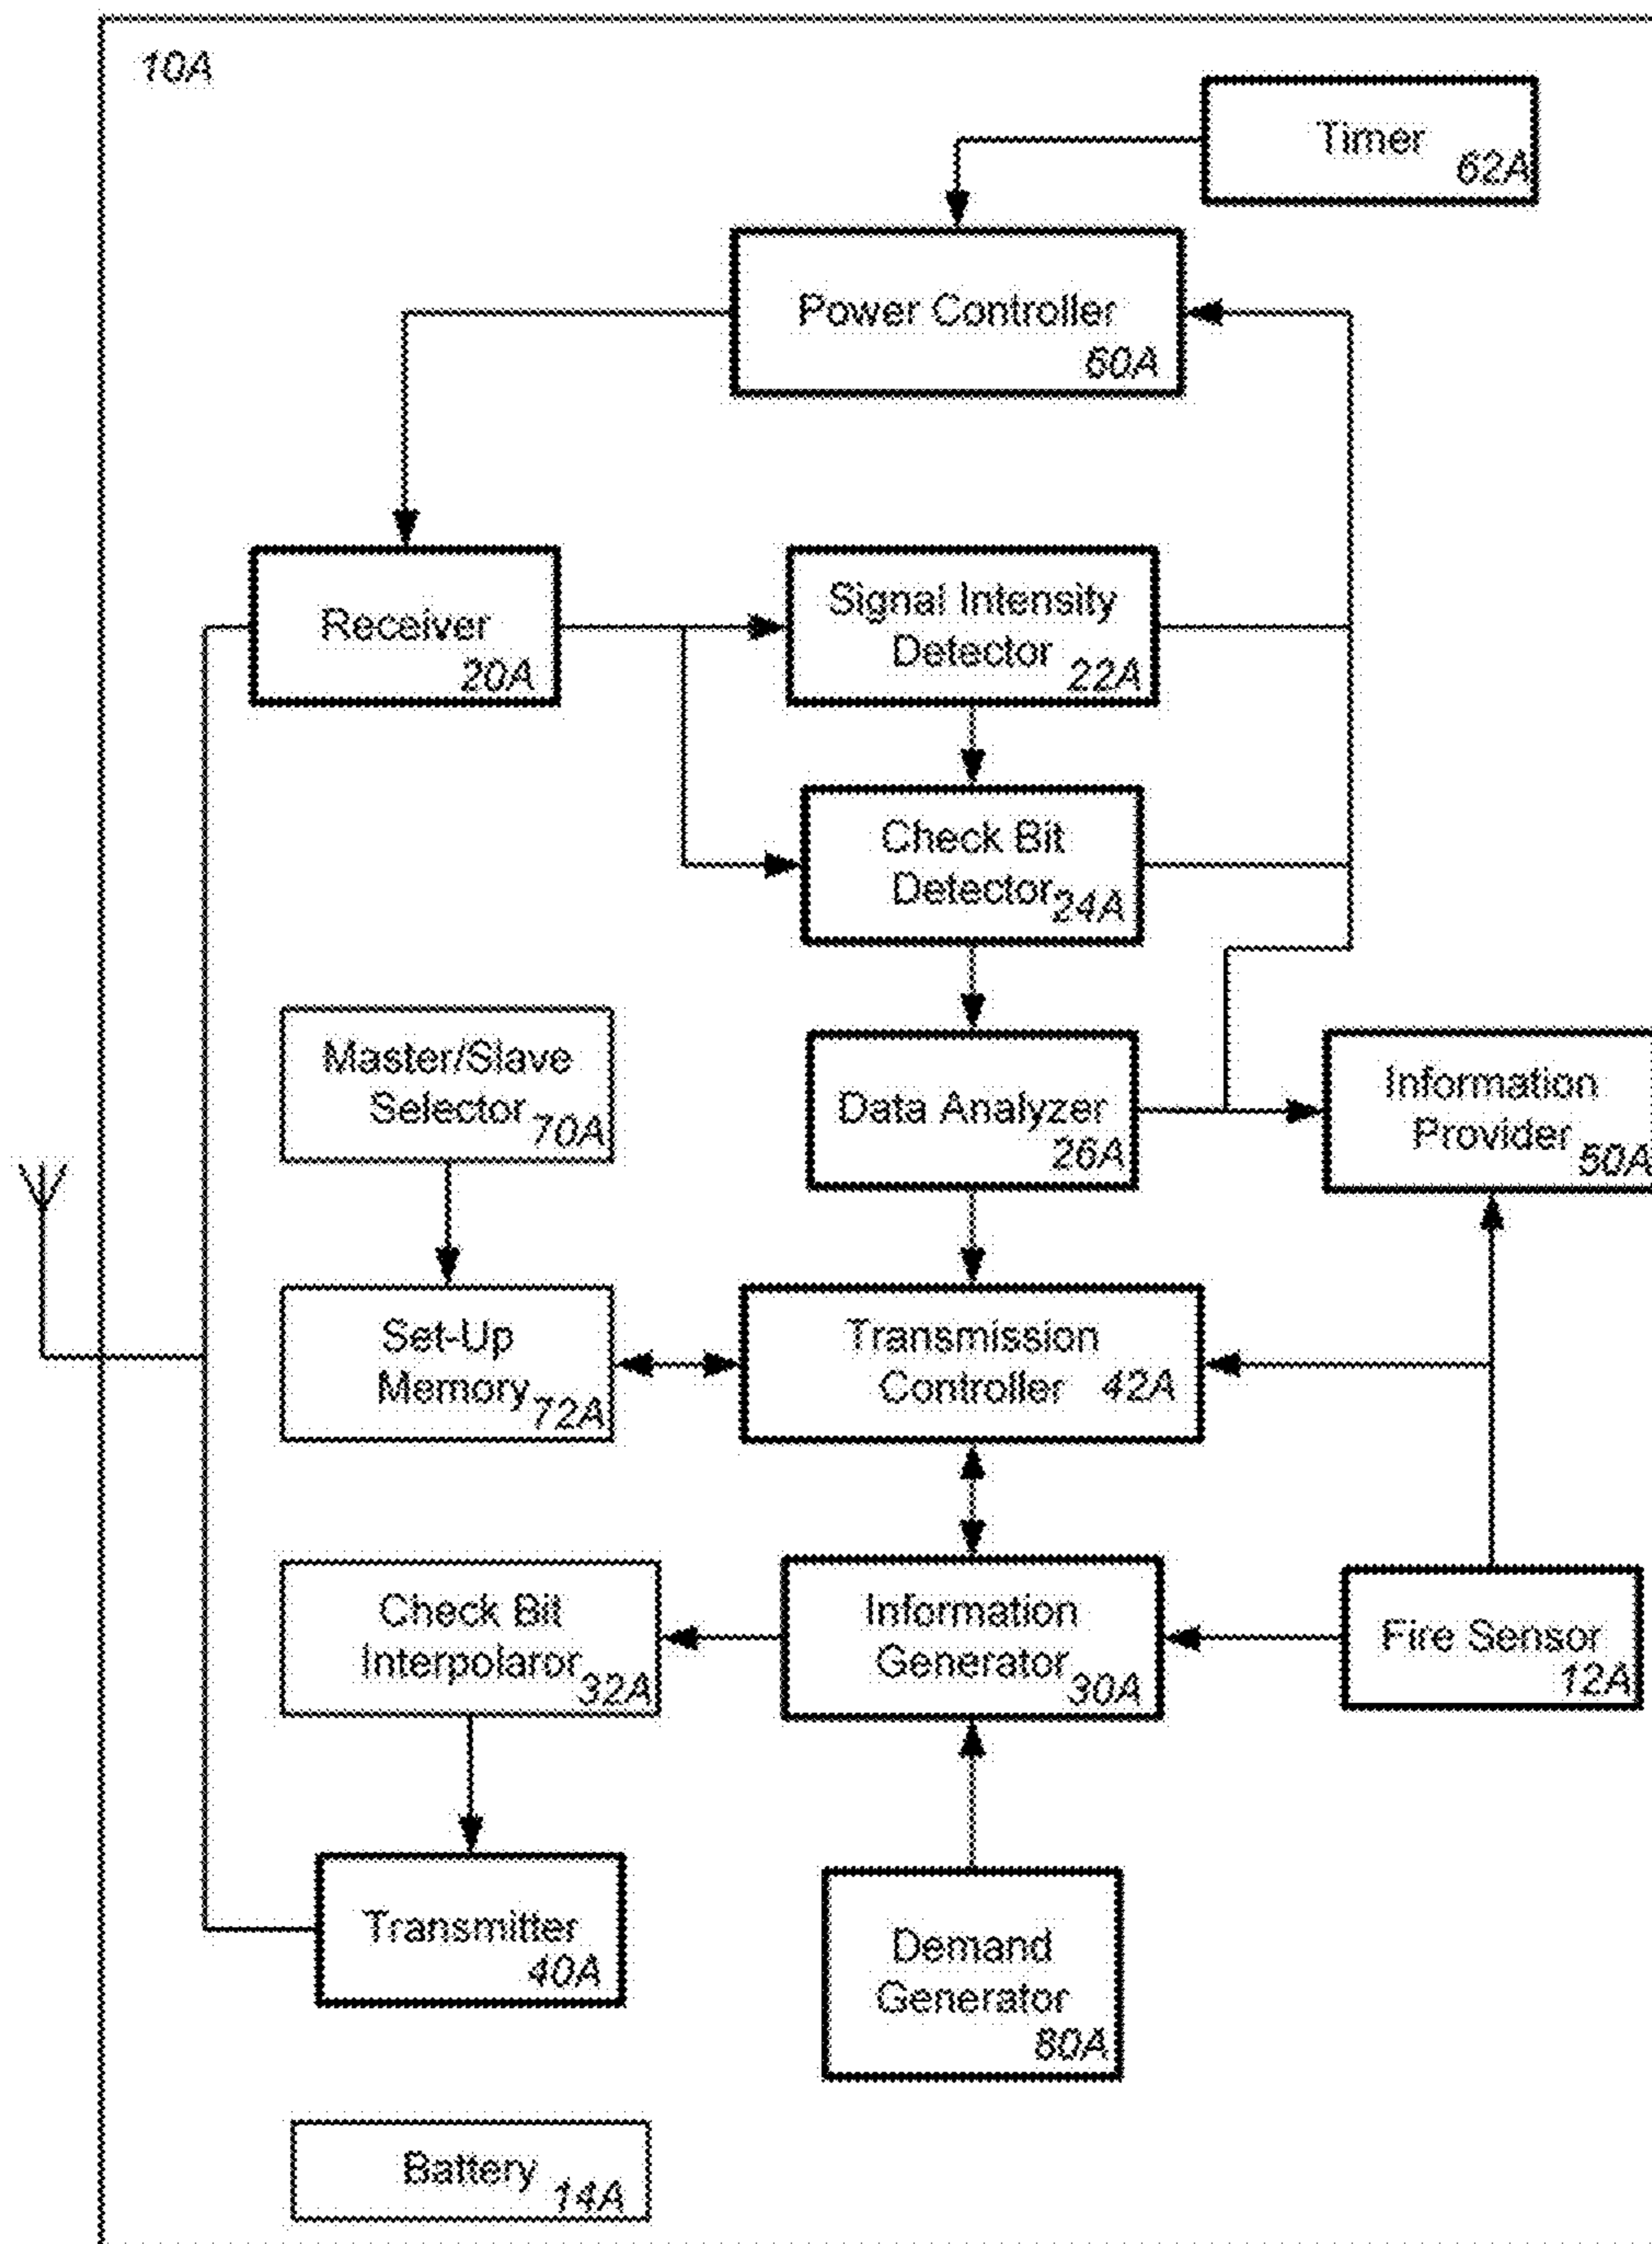 10A
Timer
62A
Power Controller
60A
Receiver
20A
Signal Intensify
Detector
22A
Check Bit
Detector
24A
Master/Slave
Selector
70A
Data Analyzer
26A
Information
Provider
50A
Set-Up
Memory
72A
Transmission
Controller
42A
Check Bit
Interpolaror
32A
Information
Generator
30A
Fire Sensor
12A
Transmitter
40A
Demand
Generator
80A
Battery
14A